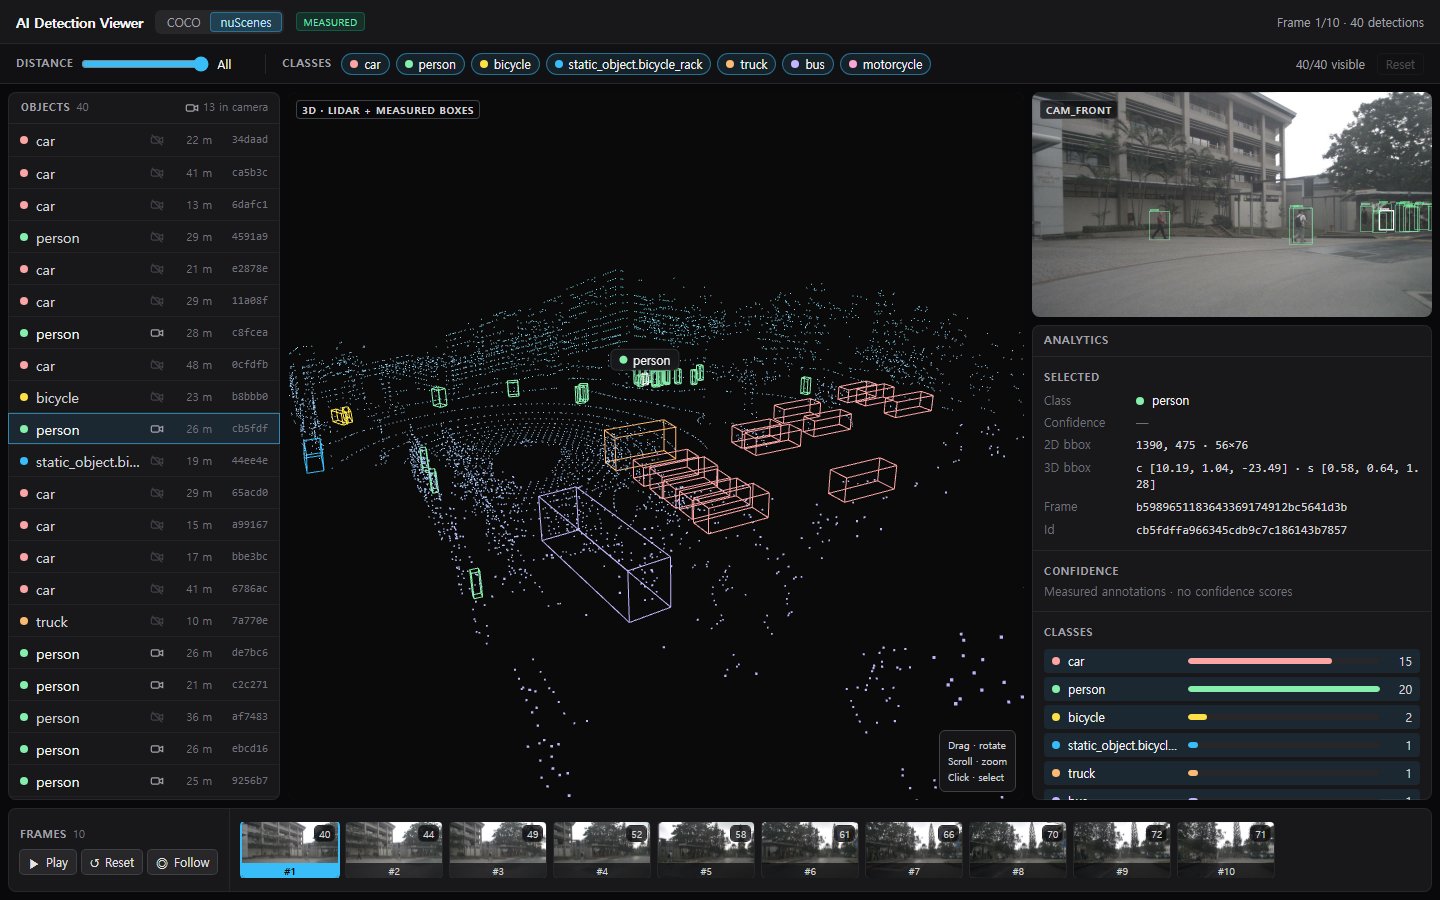 AI Detection Viewer COCO nuScenes MEASURED Frame 1/10 · 40 detections
DISTANCE All CLASSES car person bicycle static_object.bicycle_rack truck bus motorcycle 40/40 visible Reset
OBJECTS 40 13 in camera
car 22 m 34daad
car 41 m ca5b3c
car 13 m 6dafc1
person 29 m 4591a9
car 21 m e2878e
car 29 m 11a08f
person 28 m c8fcea
car 48 m 0cfdfb
bicycle 23 m b8bbb0
person 26 m cb5fdf
static_object.bi... 19 m 44ee4e
car 29 m 65acd0
car 15 m a99167
car 17 m bbe3bc
car 41 m 6786ac
truck 10 m 7a770e
person 26 m de7bc6
person 21 m c2c271
person 36 m af7483
person 26 m ebcd16
person 25 m 9256b7
3D · LIDAR + MEASURED BOXES
person
Drag · rotate
Scroll · zoom
Click · select
CAM_FRONT
ANALYTICS
SELECTED
Class person
Confidence —
2D bbox 1390, 475 · 56×76
3D bbox c [10.19, 1.04, -23.49] · s [0.58, 0.64, 1.
28]
Frame b5989651183643369174912bc5641d3b
Id cb5fdffa966345cdb9c7c186143b7857
CONFIDENCE
Measured annotations · no confidence scores
CLASSES
car 15
person 20
bicycle 2
static_object.bicycl... 1
truck 1
bus 1
FRAMES 10
Play Reset Follow
40 44 49 52 58 61 66 70 72 71
#1 #2 #3 #4 #5 #6 #7 #8 #9 #10